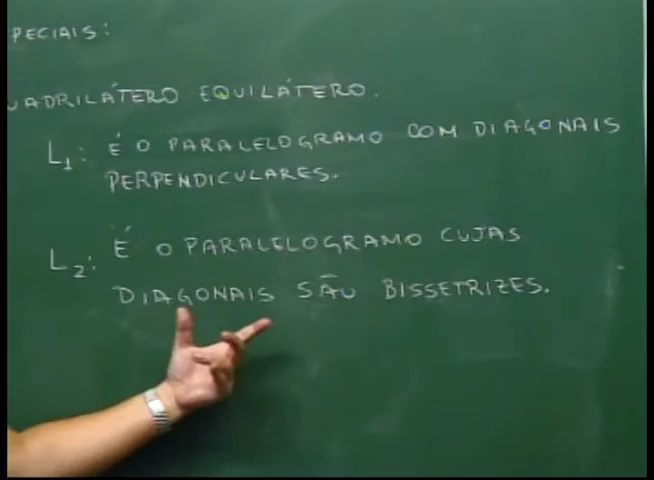 PECIAIS:
UADRILÁTERO EQUILÁTERO.
L1: É O PARALELOGRAMO COM DIAGONAIS
PERPENDICULARES.
L2: É O PARALELOGRAMO CUJAS
DIAGONAIS SÃO BISSETRIZES.